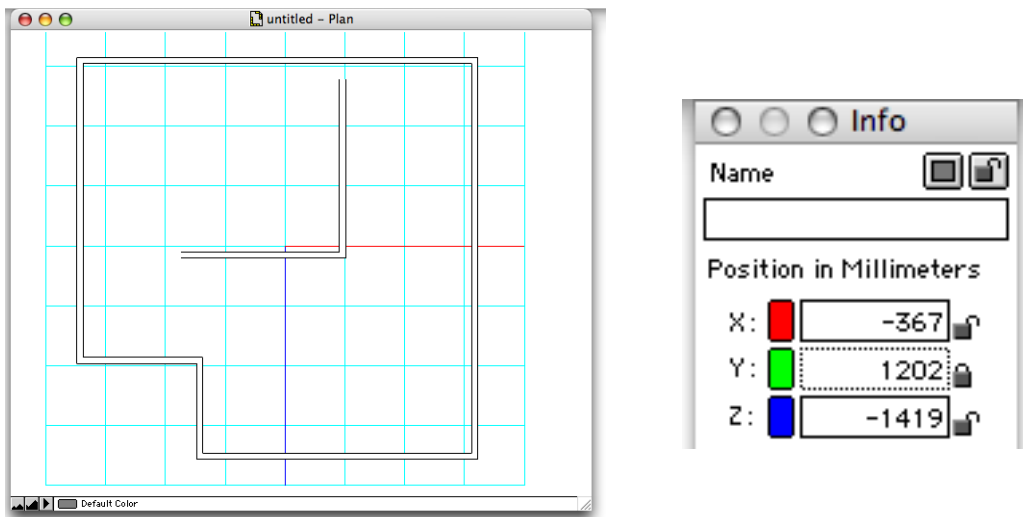 untitled – Plan
Default Color
Info
Name
Position in Millimeters
X: -367
Y: 1202
Z: -1419